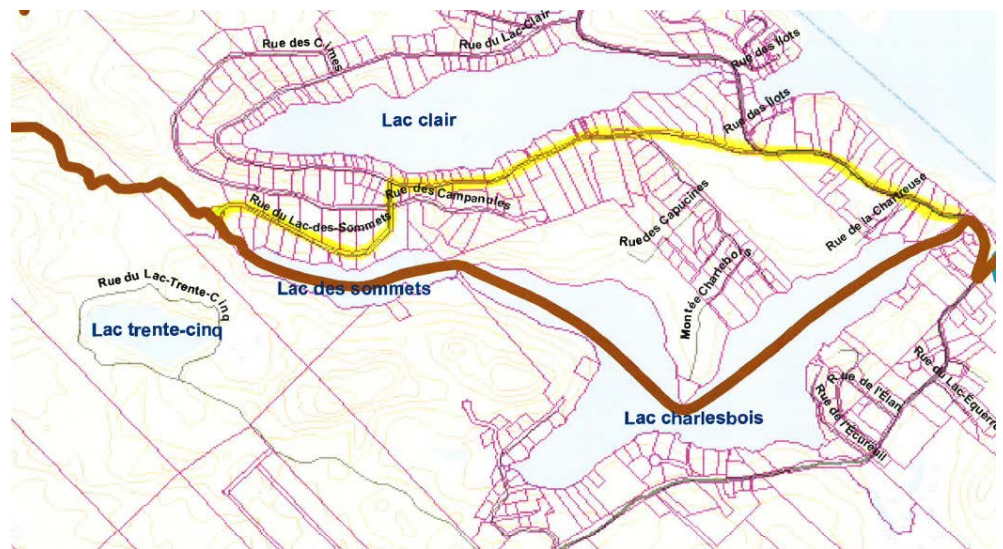 Rue des Cimes
Rue du Lac-Clair
Rue des Îlots
Lac clair
Rue des Îlots
Rue des Campanules
Rue du Lac-des-Sommets
Rue des Capucines
Rue de la Chartreuse
Rue du Lac-Trente-Cinq
Lac des sommets
Montée Charlebois
Lac trente-cinq
Rue du Lac-Équerre
Rue de l'Élan
Rue de l'Écureuil
Lac charlesbois